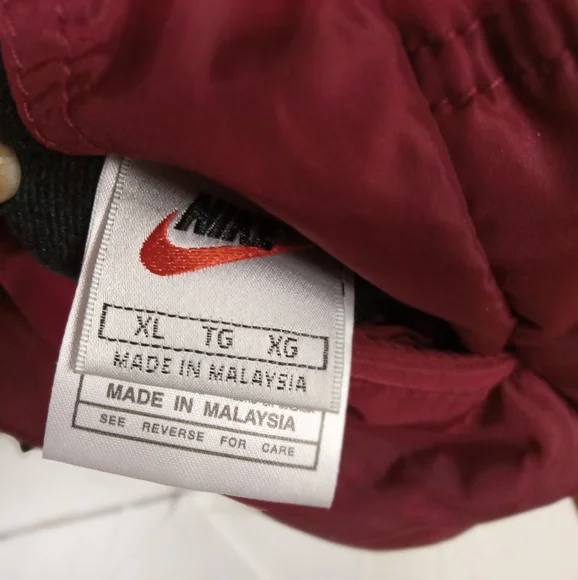 NIKE
XL TG XG
MADE IN MALAYSIA
MADE IN MALAYSIA
SEE REVERSE FOR CARE